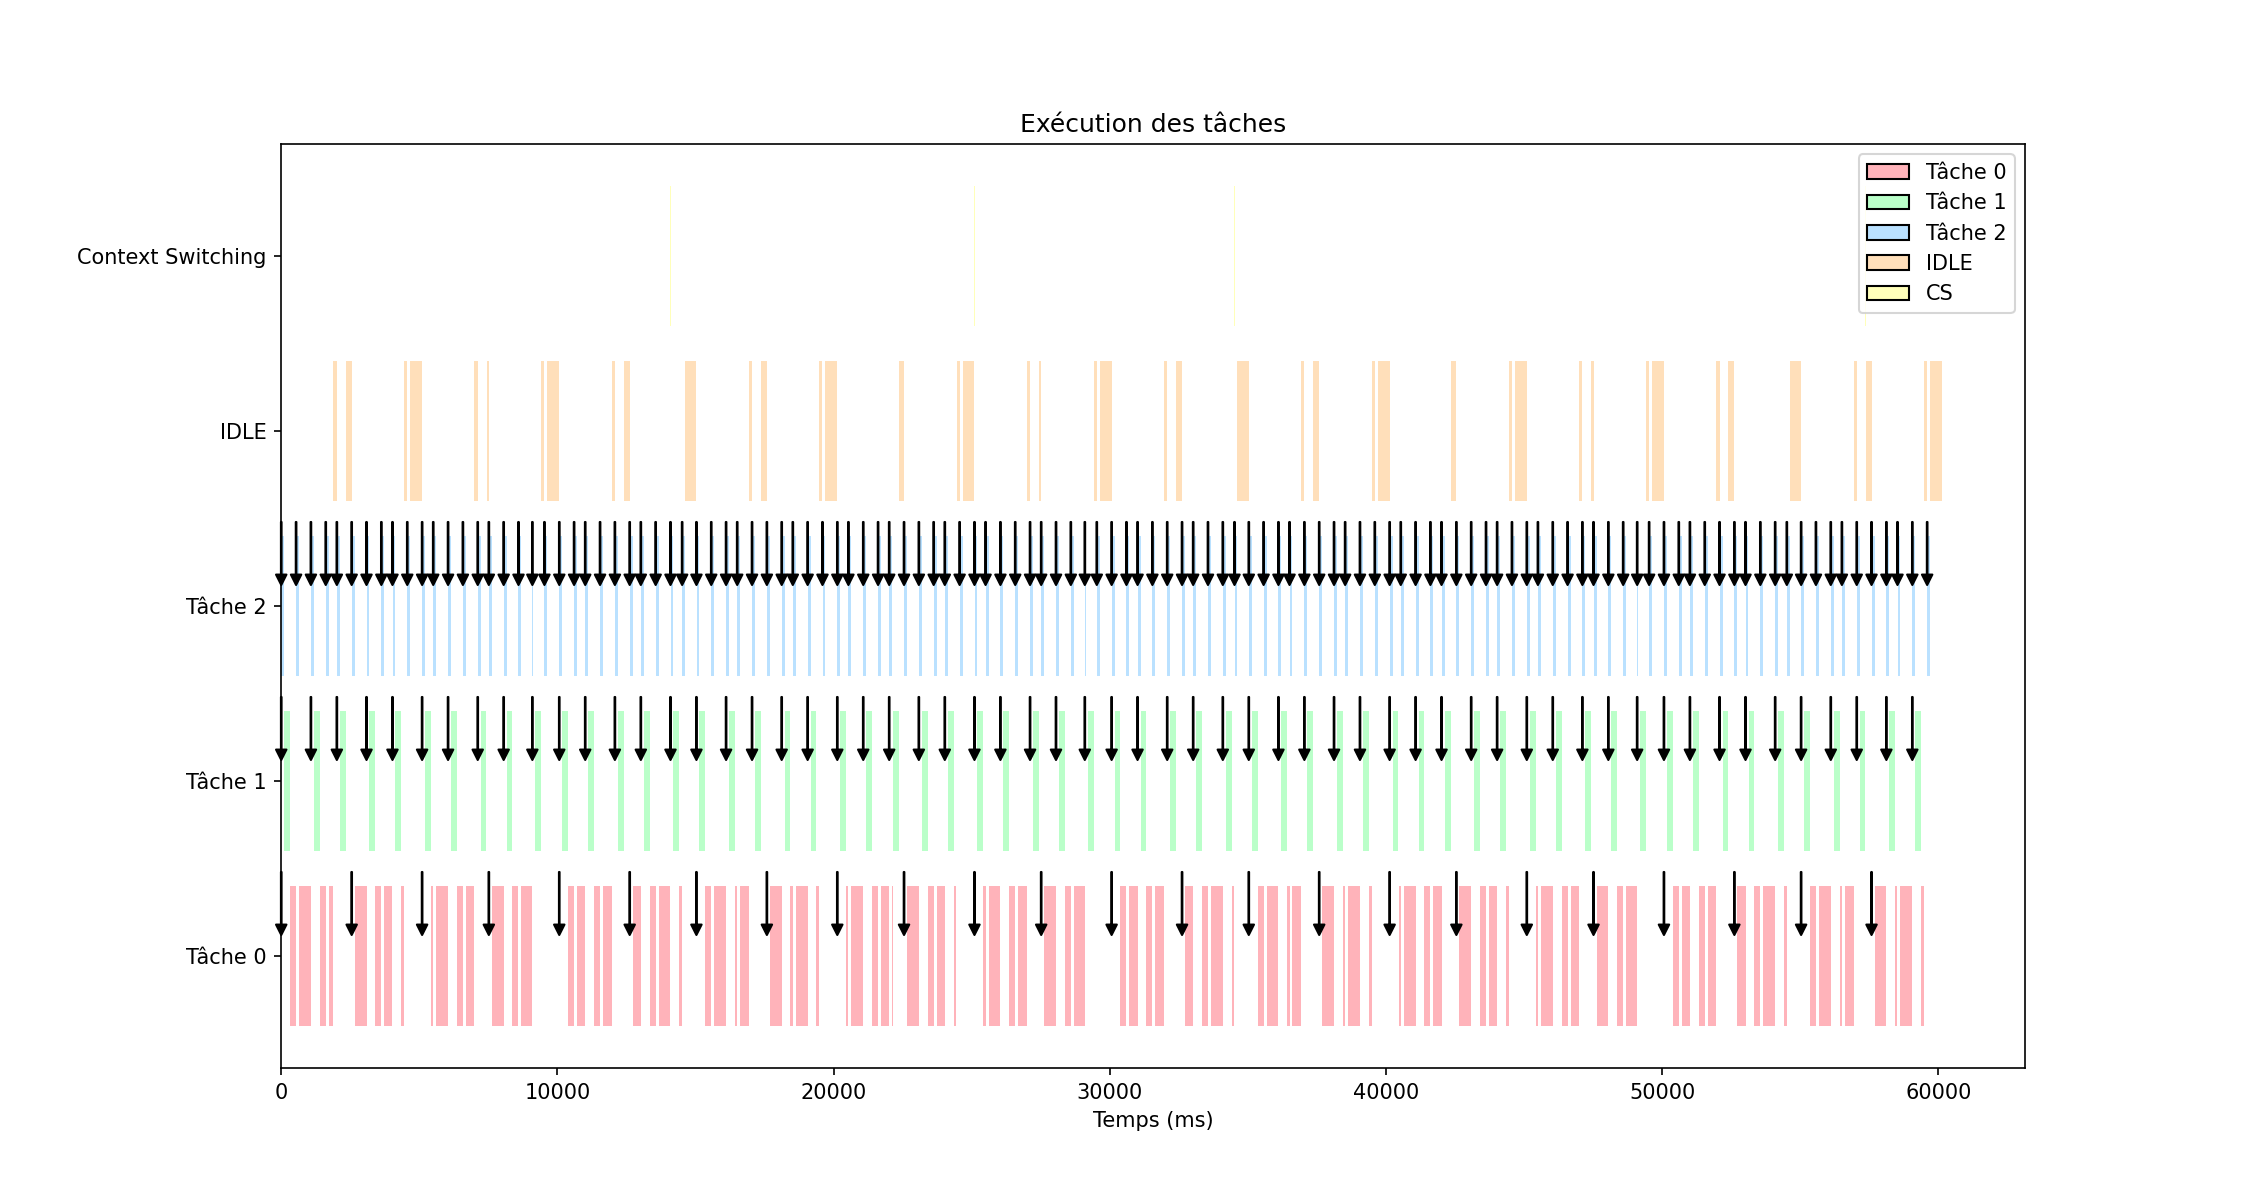 Exécution des tâches
Tâche 0
Tâche 1
Tâche 2
IDLE
CS
Context Switching
IDLE
Tâche 2
Tâche 1
Tâche 0
0 10000 20000 30000 40000 50000 60000
Temps (ms)